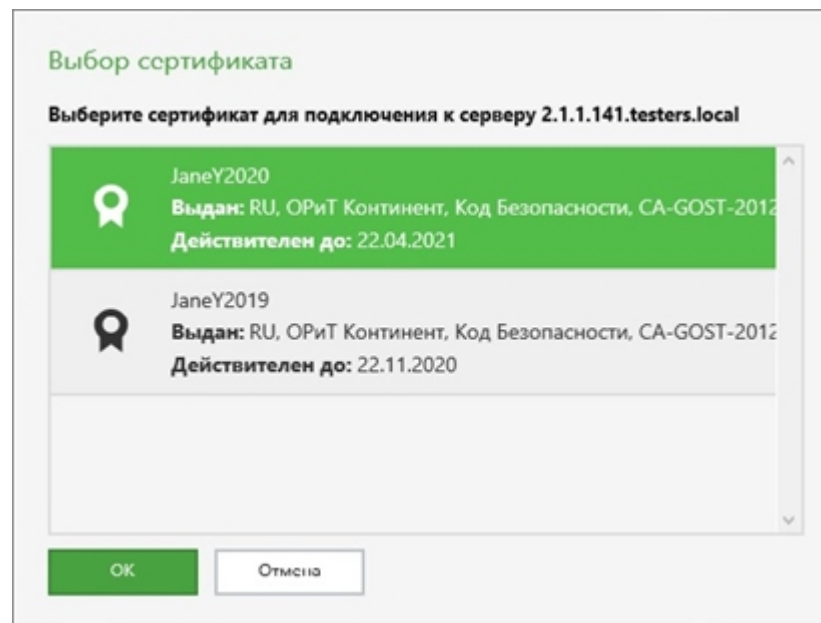 Выбор сертификата
Выберите сертификат для подключения к серверу 2.1.1.141.testers.local
JaneY2020
Выдан: RU, ОРиТ Континент, Код Безопасности, CA-GOST-2012
Действителен до: 22.04.2021
JaneY2019
Выдан: RU, ОРиТ Континент, Код Безопасности, CA-GOST-2012
Действителен до: 22.11.2020
ОК
Отмена